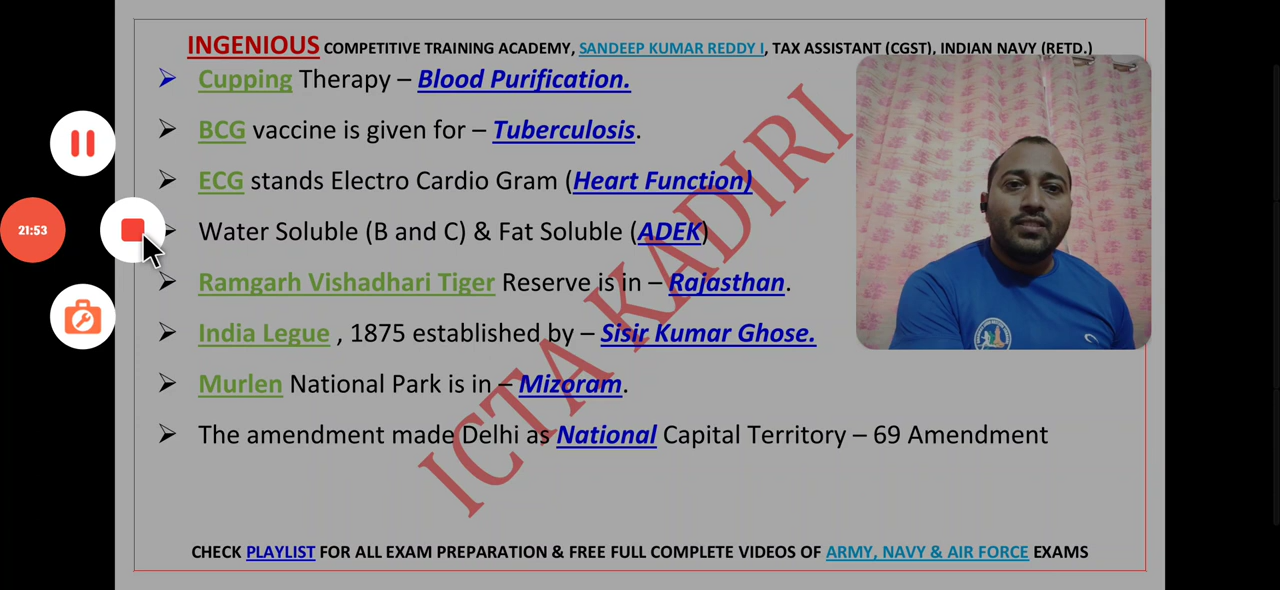 INGENIOUS COMPETITIVE TRAINING ACADEMY, SANDEEP KUMAR REDDY I, TAX ASSISTANT (CGST), INDIAN NAVY (RETD.)
Cupping Therapy – Blood Purification.
BCG vaccine is given for – Tuberculosis.
ECG stands Electro Cardio Gram (Heart Function)
Water Soluble (B and C) & Fat Soluble (ADEK)
Ramgarh Vishadhari Tiger Reserve is in – Rajasthan.
India Legue , 1875 established by – Sisir Kumar Ghose.
Murlen National Park is in – Mizoram.
The amendment made Delhi as National Capital Territory – 69 Amendment
ICTA KADIRI
21:53
CHECK PLAYLIST FOR ALL EXAM PREPARATION & FREE FULL COMPLETE VIDEOS OF ARMY, NAVY & AIR FORCE EXAMS